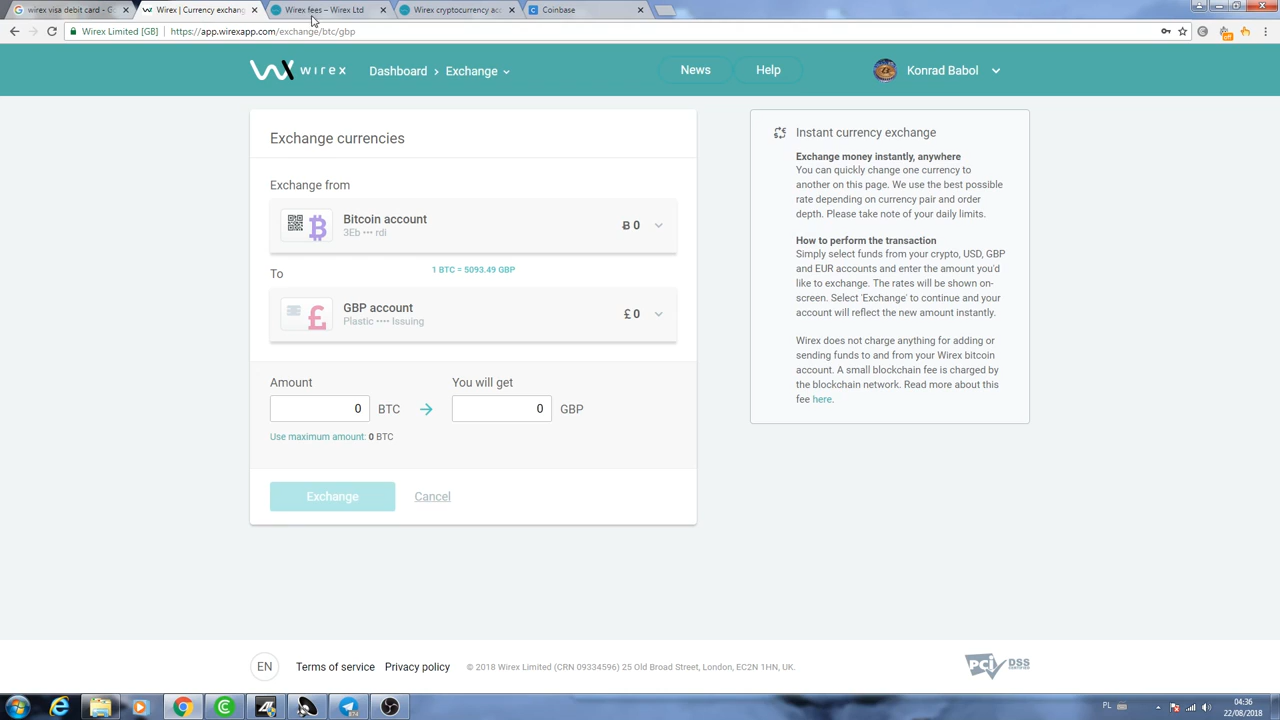 wirex visa debit card - G
Wirex | Currency exchang
Wirex fees – Wirex Ltd
Wirex cryptocurrency acc
Coinbase
Wirex Limited [GB]
https://app.wirexapp.com/exchange/btc/gbp
wirex
Dashboard > Exchange
News
Help
Konrad Babol
Exchange currencies
Exchange from
Bitcoin account
3Eb ••• rdi
Ƀ 0
1 BTC = 5093.49 GBP
To
GBP account
Plastic •••• Issuing
£ 0
Amount
You will get
0 BTC
0 GBP
Use maximum amount: 0 BTC
Exchange
Cancel
Instant currency exchange
Exchange money instantly, anywhere
You can quickly change one currency to
another on this page. We use the best possible
rate depending on currency pair and order
depth. Please take note of your daily limits.
How to perform the transaction
Simply select funds from your crypto, USD, GBP
and EUR accounts and enter the amount you'd
like to exchange. The rates will be shown on-
screen. Select 'Exchange' to continue and your
account will reflect the new amount instantly.
Wirex does not charge anything for adding or
sending funds to and from your Wirex bitcoin
account. A small blockchain fee is charged by
the blockchain network. Read more about this
fee here.
EN
Terms of service
Privacy policy
© 2018 Wirex Limited (CRN 09334596) 25 Old Broad Street, London, EC2N 1HN, UK.
PCI DSS
CERTIFIED
874
PL
04:36
22/08/2018